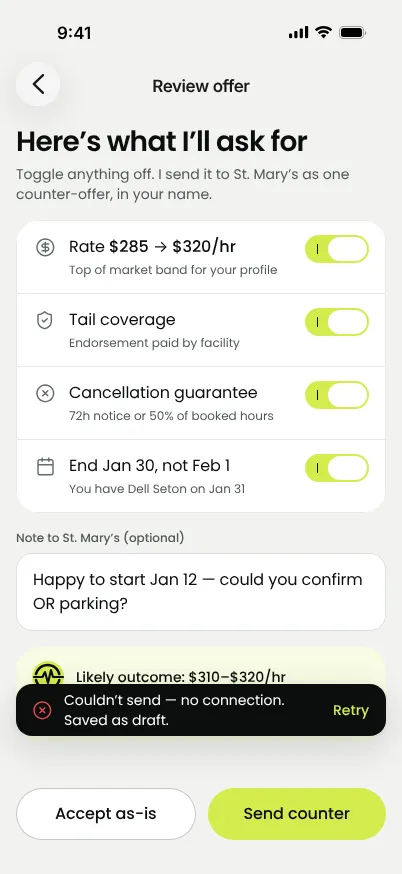 9:41
Review offer
Here’s what I’ll ask for
Toggle anything off. I send it to St. Mary’s as one
counter-offer, in your name.
Rate $285 → $320/hr
Top of market band for your profile
Tail coverage
Endorsement paid by facility
Cancellation guarantee
72h notice or 50% of booked hours
End Jan 30, not Feb 1
You have Dell Seton on Jan 31
Note to St. Mary’s (optional)
Happy to start Jan 12 — could you confirm
OR parking?
Likely outcome: $310–$320/hr
Couldn’t send — no connection.
Saved as draft.
Retry
Accept as-is
Send counter